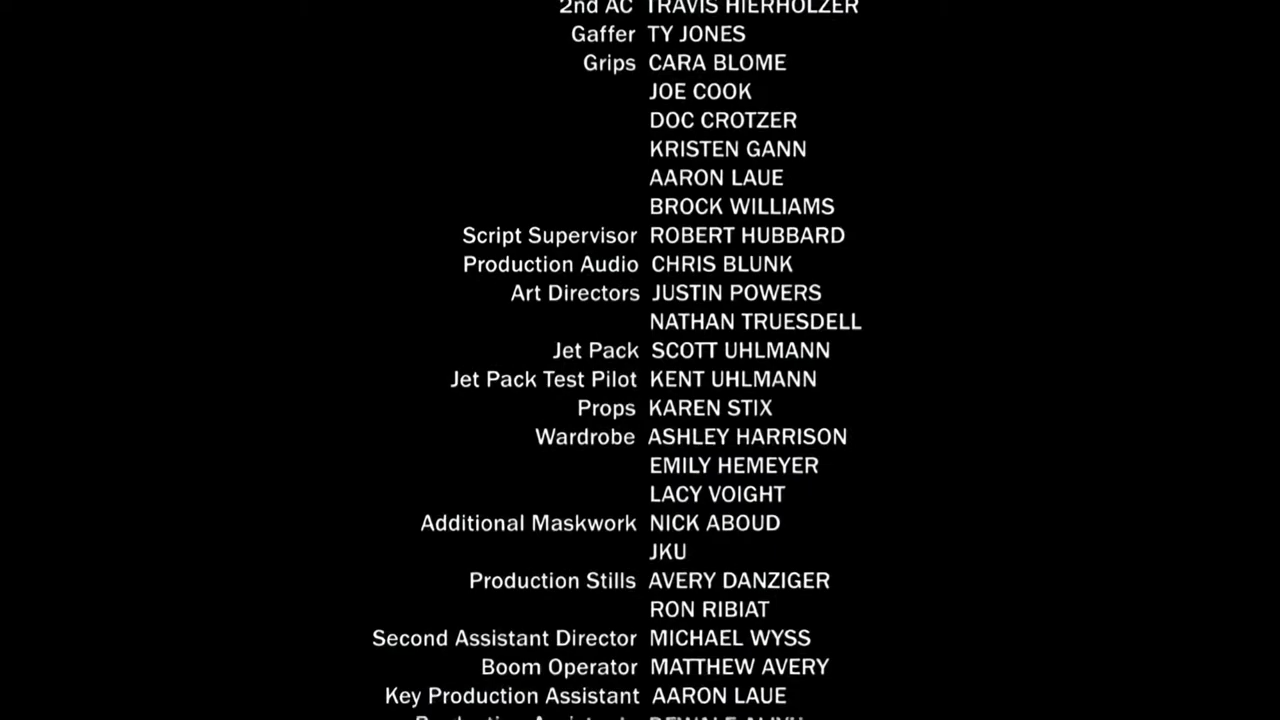 2nd AC TRAVIS HIERHOLZER
Gaffer TY JONES
Grips CARA BLOME
JOE COOK
DOC CROTZER
KRISTEN GANN
AARON LAUE
BROCK WILLIAMS
Script Supervisor ROBERT HUBBARD
Production Audio CHRIS BLUNK
Art Directors JUSTIN POWERS
NATHAN TRUESDELL
Jet Pack SCOTT UHLMANN
Jet Pack Test Pilot KENT UHLMANN
Props KAREN STIX
Wardrobe ASHLEY HARRISON
EMILY HEMEYER
LACY VOIGHT
Additional Maskwork NICK ABOUD
JKU
Production Stills AVERY DANZIGER
RON RIBIAT
Second Assistant Director MICHAEL WYSS
Boom Operator MATTHEW AVERY
Key Production Assistant AARON LAUE